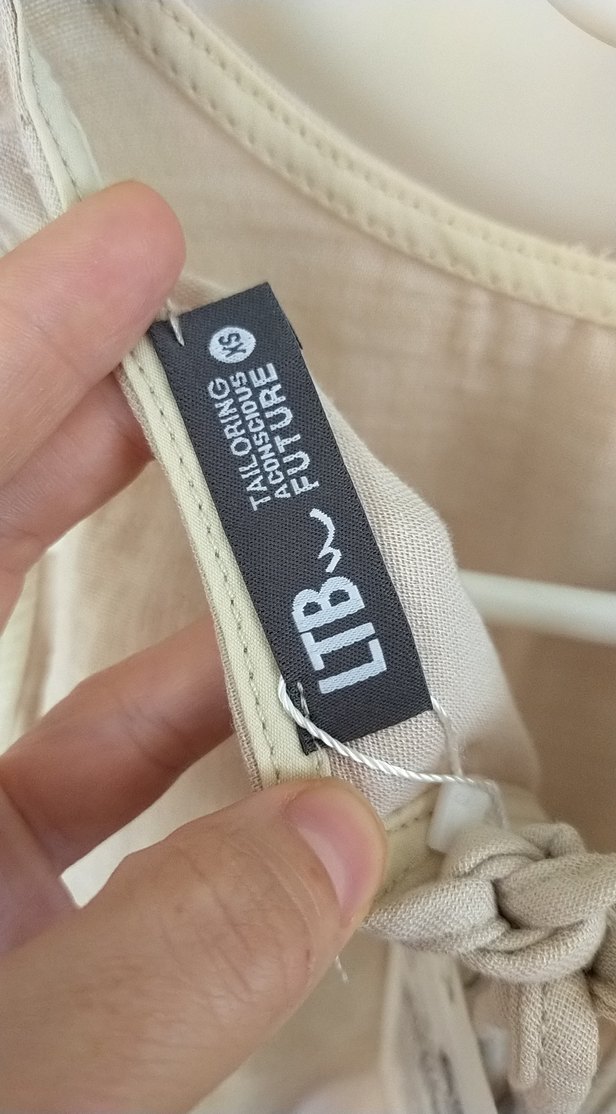 LTB
TAILORING
A CONSCIOUS
FUTURE
XS